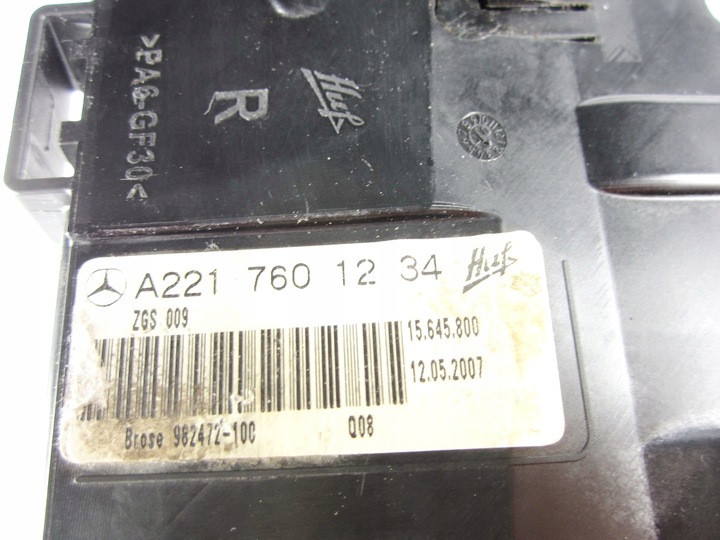 >PA6-GF30<
R
Huf
A221 760 12 34 Huf
ZGS 009
15.645.800
12.05.2007
Brose 982472-100 Q08